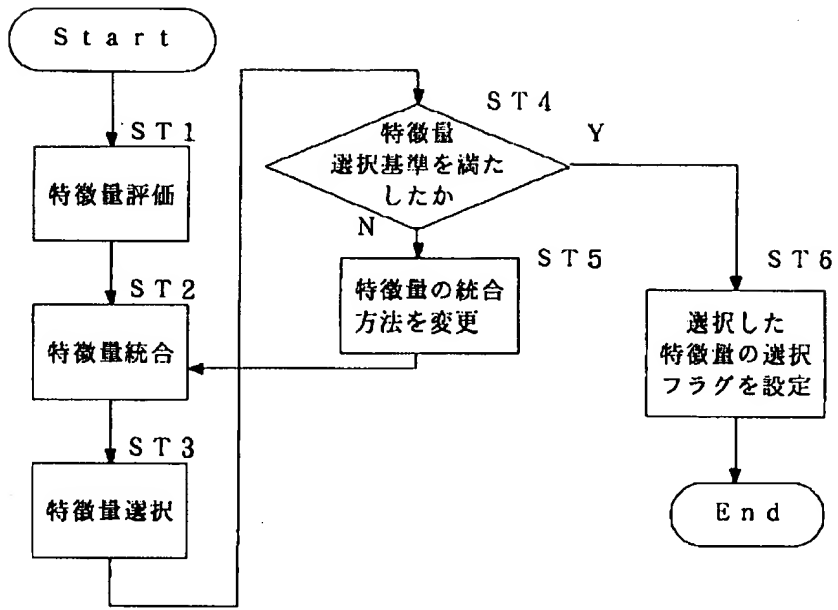 Start
ST1
特徴量評価
ST2
特徴量統合
ST3
特徴量選択
ST4
特徴量
選択基準を満た
したか
Y
N
ST5
特徴量の統合
方法を変更
ST6
選択した
特徴量の選択
フラグを設定
End